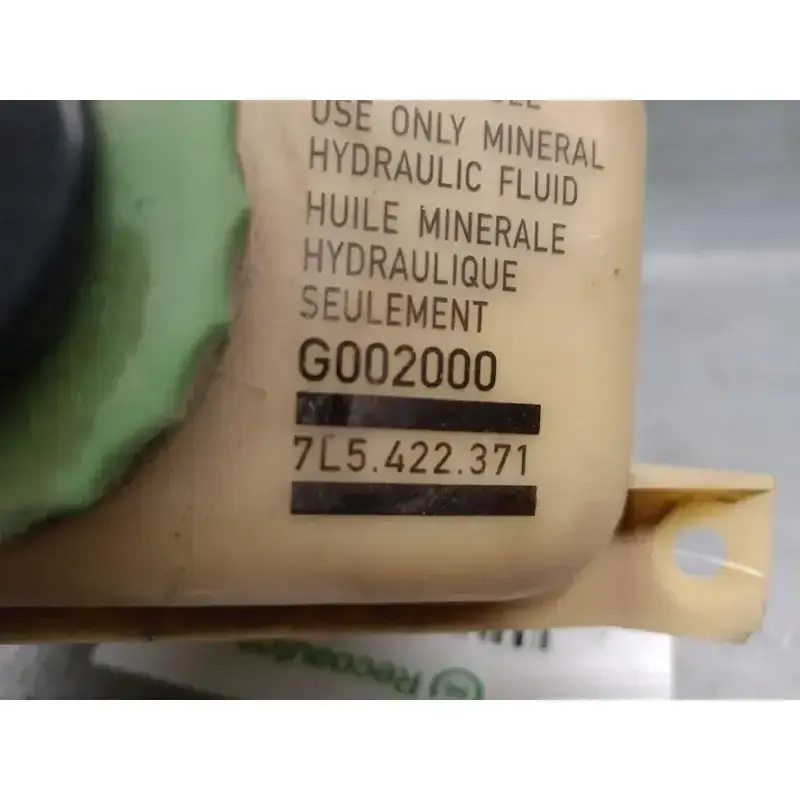 USE ONLY MINERAL
HYDRAULIC FLUID
HUILE MINERALE
HYDRAULIQUE
SEULEMENT
G002000
7L5.422.371